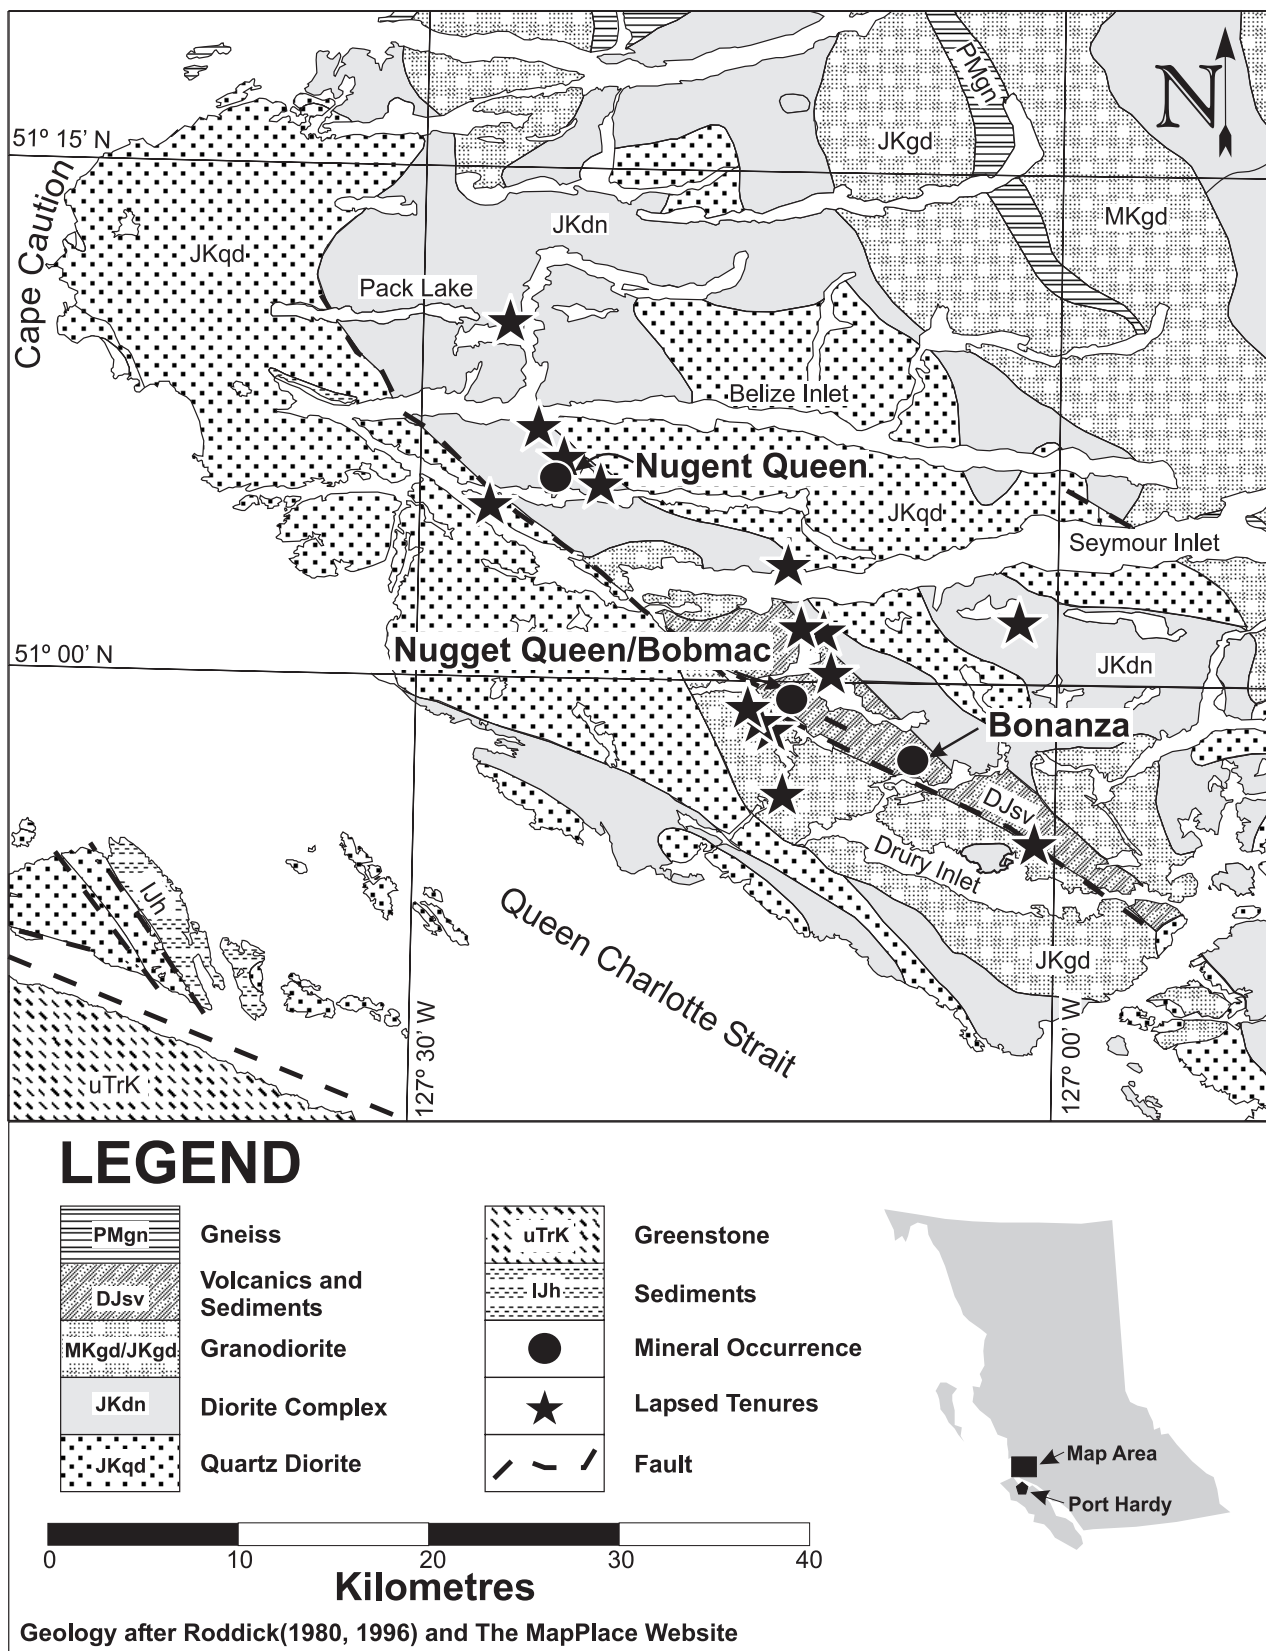 PMgn
51º 15’ N
JKgd
MKgd
Cape Caution
JKqd
JKdn
Pack Lake
Belize Inlet
Nugent Queen
JKqd
Seymour Inlet
51º 00’ N
Nugget Queen/Bobmac
JKdn
Bonanza
DJsv
Drury Inlet
IJh
Queen Charlotte Strait
JKgd
uTrK
127º 30’ W
127º 00’ W
N
LEGEND
PMgn Gneiss
DJsv Volcanics and
Sediments
MKgd/JKgd Granodiorite
JKdn Diorite Complex
JKqd Quartz Diorite
uTrK Greenstone
IJh Sediments
Mineral Occurrence
Lapsed Tenures
Fault
Map Area
Port Hardy
0 10 20 30 40
Kilometres
Geology after Roddick(1980, 1996) and The MapPlace Website